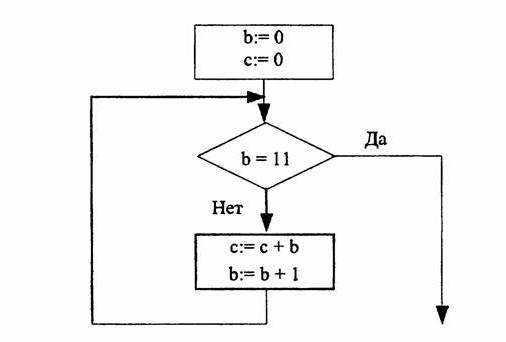 b:= 0
c:= 0
b = 11
Да
Нет
c:= c + b
b:= b + 1